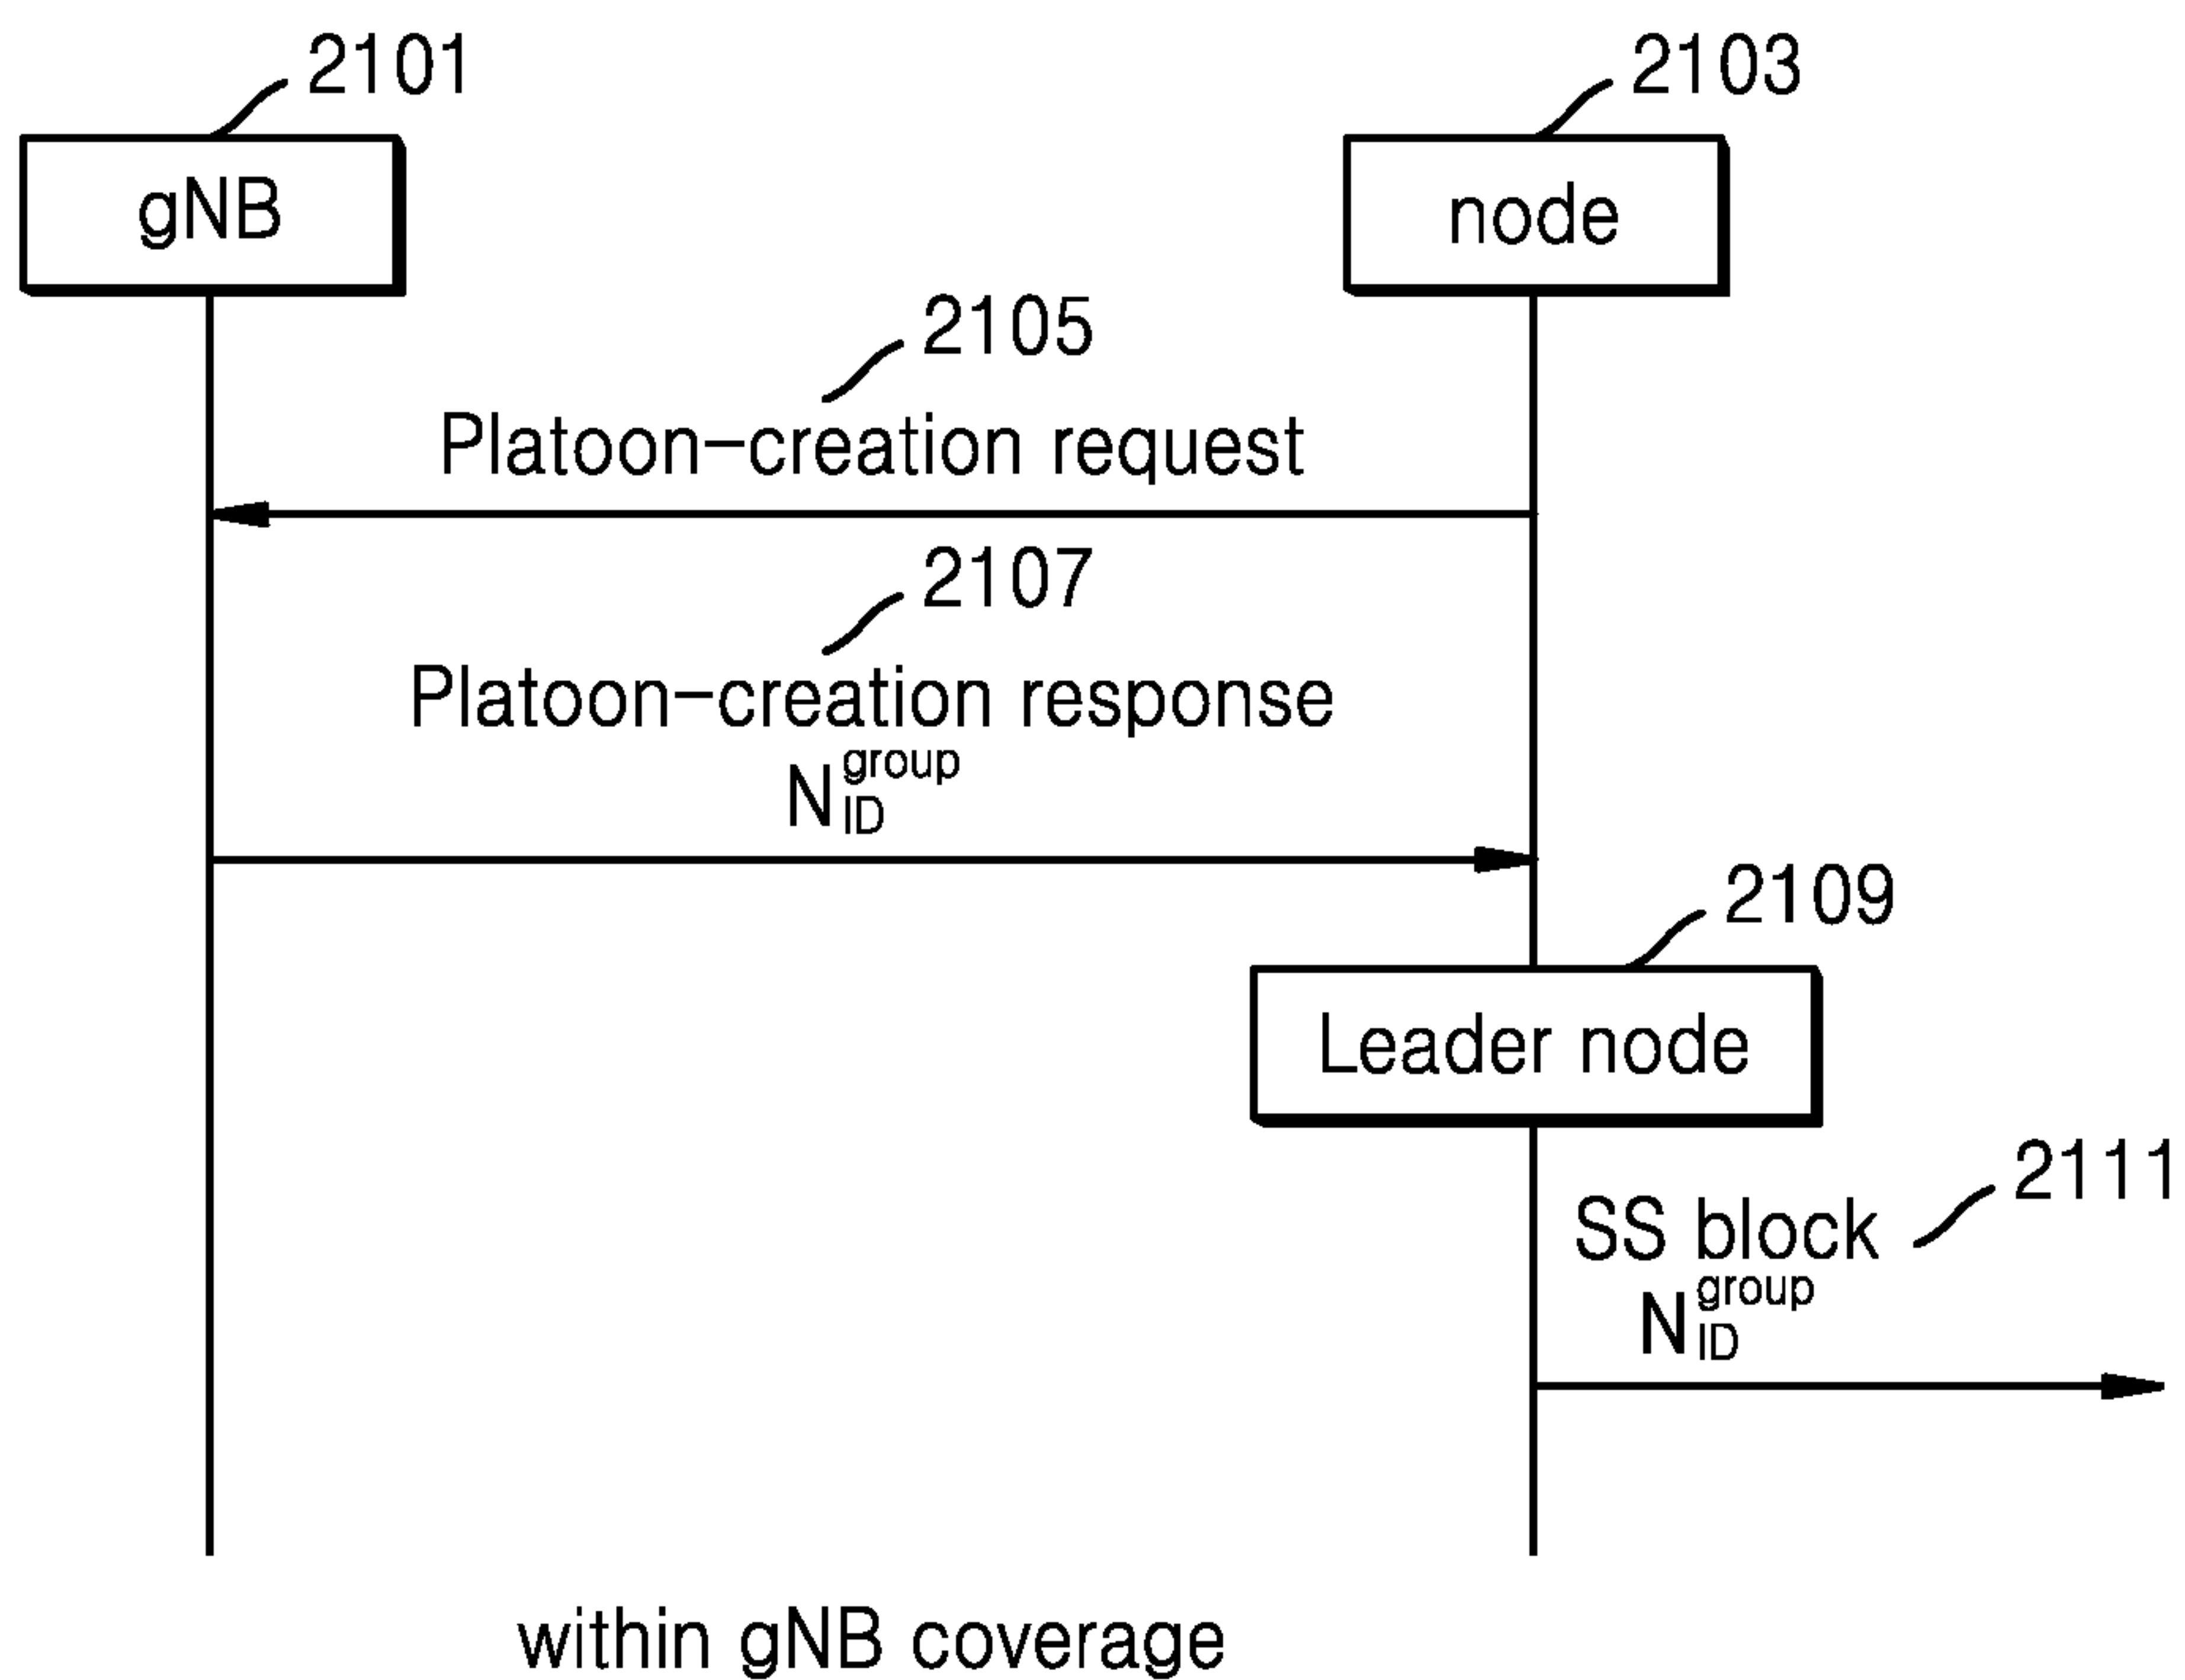 2101
2103
gNB
node
2105
Platoon-creation request
2107
Platoon-creation response
N_ID^group
2109
Leader node
2111
SS block
N_ID^group
within gNB coverage